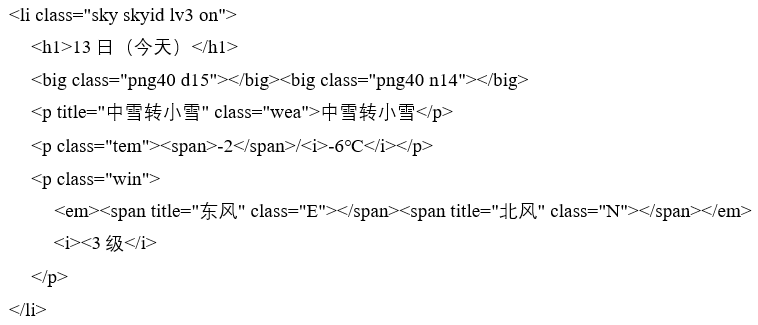 <li class="sky skyid lv3 on">
<h1>13 日（今天）</h1>
<big class="png40 d15"></big><big class="png40 n14"></big>
<p title="中雪转小雪" class="wea">中雪转小雪</p>
<p class="tem"><span>-2</span>/<i>-6℃</i></p>
<p class="win">
<em><span title="东风" class="E"></span><span title="北风" class="N"></span></em>
<i><3 级</i>
</p>
</li>